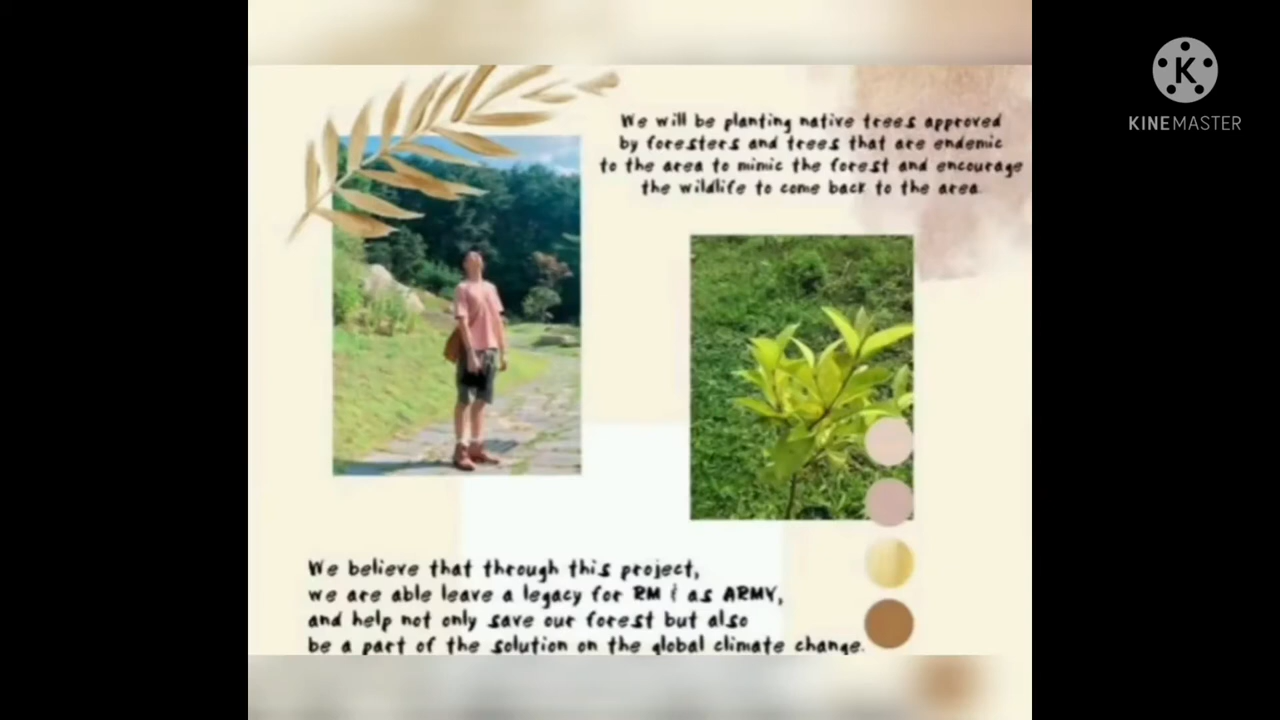 We will be planting native trees approved
by foresters and trees that are endemic
to the area to mimic the forest and encourage
the wildlife to come back to the area
We believe that through this project,
we are able leave a legacy for RM & as ARMY,
and help not only save our forest but also
be a part of the solution on the global climate change.
K
KINEMASTER